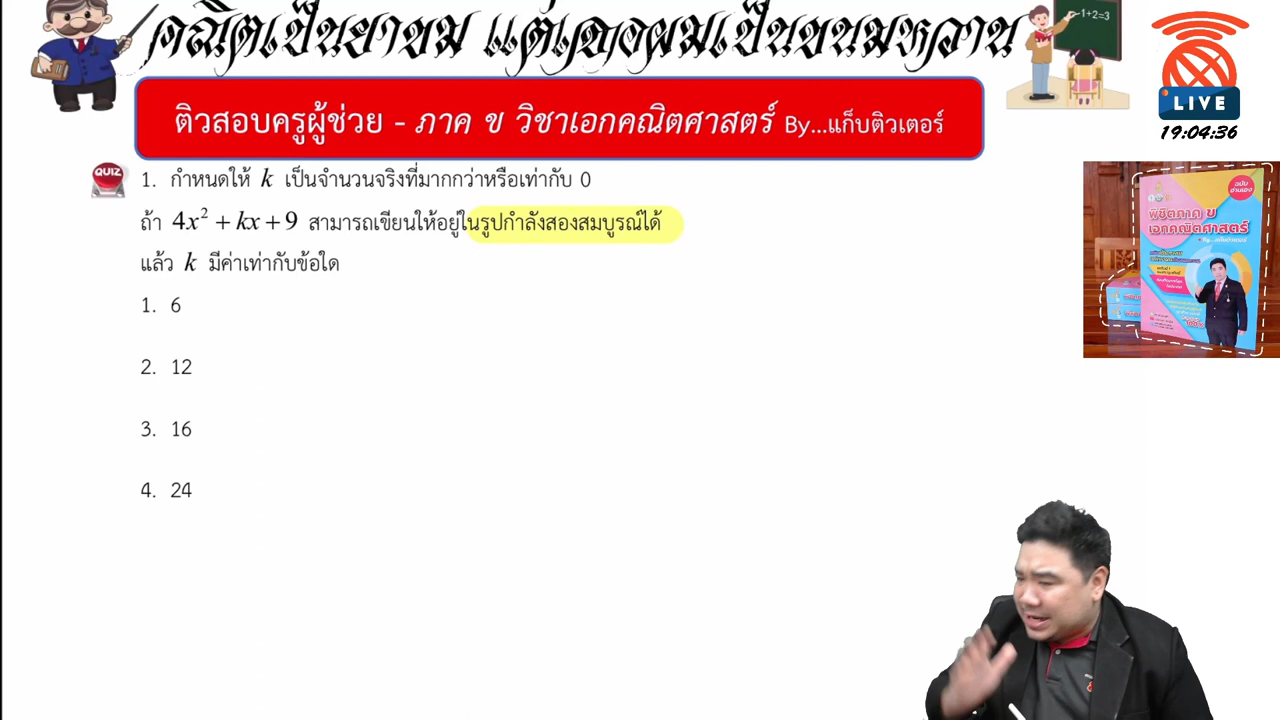 คณิตเป็นยาขม แต่เจอผมเป็นขนมหวาน
-1+2=3
LIVE
19:04:36
ติวสอบครูผู้ช่วย - ภาค ข วิชาเอกคณิตศาสตร์ By...แก็บติวเตอร์
QUIZ
1. กำหนดให้ k เป็นจำนวนจริงที่มากกว่าหรือเท่ากับ 0
ถ้า 4x² + kx + 9 สามารถเขียนให้อยู่ในรูปกำลังสองสมบูรณ์ได้
แล้ว k มีค่าเท่ากับข้อใด
1. 6
2. 12
3. 16
4. 24
พิชิตภาค ข
เอกคณิตศาสตร์